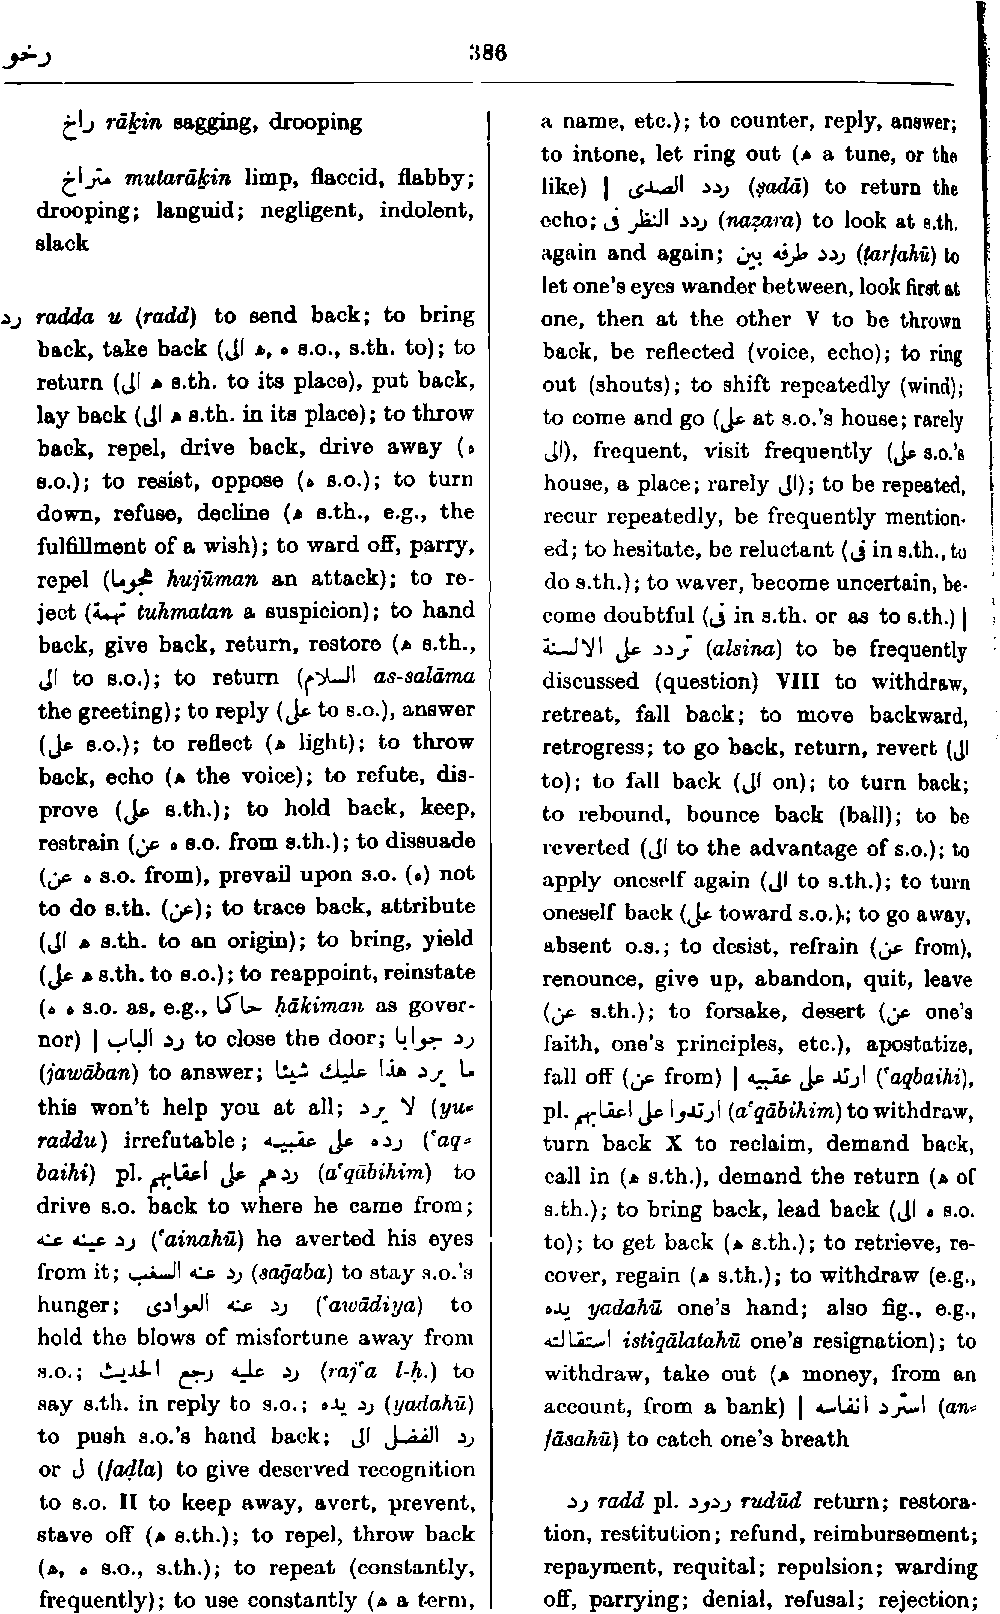 رخو
386
راخ rāḵin sagging, drooping
متراخ mutarāḵin limp, flaccid, flabby;
drooping; languid; negligent, indolent,
slack
رد radda u (radd) to send back; to bring
back, take back (الى ه, ه s.o., s.th. to); to
return (الى ه s.th. to its place), put back,
lay back (الى ه s.th. in its place); to throw
back, repel, drive back, drive away (ه
s.o.); to resist, oppose (ه s.o.); to turn
down, refuse, decline (ه s.th., e.g., the
fulfillment of a wish); to ward off, parry,
repel (هجوما hujūman an attack); to re-
ject (تهمة tuhmatan a suspicion); to hand
back, give back, return, restore (ه s.th.,
الى to s.o.); to return (السلام as-salāma
the greeting); to reply (على to s.o.), answer
(على s.o.); to reflect (ه light); to throw
back, echo (ه the voice); to refute, dis-
prove (على s.th.); to hold back, keep,
restrain (عن ه s.o. from s.th.); to dissuade
(عن ه s.o. from), prevail upon s.o. (ه) not
to do s.th. (عن); to trace back, attribute
(الى ه s.th. to an origin); to bring, yield
(على ه s.th. to s.o.); to reappoint, reinstate
(ه ه s.o. as, e.g., حاكما ḥākiman as gover-
nor) | رد الباب to close the door; رد جوابا
(jawāban) to answer; ما يرد هذا عليك شيئا
this won't help you at all; لا يرد (yu=
raddu) irrefutable; رده على عقبيه (ʿaq=
baihi) pl. ردهم على اعقابهم (aʿqābihim) to
drive s.o. back to where he came from;
رد عينه عنه (ʿainahū) he averted his eyes
from it; رد عنه السغب (saḡaba) to stay s.o.'s
hunger; رد عنه العوادى (ʿawādiya) to
hold the blows of misfortune away from
s.o.; رد عليه رجع الحديث (rajʿa l-ḥ.) to
say s.th. in reply to s.o.; رد يده (yadahū)
to push s.o.'s hand back; رد الفضل الى
or ل (faḍla) to give deserved recognition
to s.o. II to keep away, avert, prevent,
stave off (ه s.th.); to repel, throw back
(ه, ه s.o., s.th.); to repeat (constantly,
frequently); to use constantly (ه a term,
a name, etc.); to counter, reply, answer;
to intone, let ring out (ه a tune, or the
like) | ردد الصدى (ṣadā) to return the
echo; ردد النظر فى (naẓara) to look at s.th.
again and again; ردد طرفه بين (ṭarfahū) to
let one's eyes wander between, look first at
one, then at the other V to be thrown
back, be reflected (voice, echo); to ring
out (shouts); to shift repeatedly (wind);
to come and go (على at s.o.'s house; rarely
الى), frequent, visit frequently (على s.o.'s
house, a place; rarely الى); to be repeated,
recur repeatedly, be frequently mention-
ed; to hesitate, be reluctant (فى in s.th., to
do s.th.); to waver, become uncertain, be-
come doubtful (فى in s.th. or as to s.th.) |
تردد على الالسنة (alsina) to be frequently
discussed (question) VIII to withdraw,
retreat, fall back; to move backward,
retrogress; to go back, return, revert (الى
to); to fall back (الى on); to turn back;
to rebound, bounce back (ball); to be
reverted (الى to the advantage of s.o.); to
apply oneself again (الى to s.th.); to turn
oneself back (على toward s.o.); to go away,
absent o.s.; to desist, refrain (عن from),
renounce, give up, abandon, quit, leave
(عن s.th.); to forsake, desert (عن one's
faith, one's principles, etc.), apostatize,
fall off (عن from) | ارتد على عقبيه (ʿaqbaihi),
pl. ارتدوا على اعقابهم (aʿqābihim) to withdraw,
turn back X to reclaim, demand back,
call in (ه s.th.), demand the return (ه of
s.th.); to bring back, lead back (الى ه s.o.
to); to get back (ه s.th.); to retrieve, re-
cover, regain (ه s.th.); to withdraw (e.g.,
يده yadahū one's hand; also fig., e.g.,
استقالته istiqālatahū one's resignation); to
withdraw, take out (ه money, from an
account, from a bank) | استرد انفاسه (an=
fāsahū) to catch one's breath
رد radd pl. ردود rudūd return; restora-
tion, restitution; refund, reimbursement;
repayment, requital; repulsion; warding
off, parrying; denial, refusal; rejection;